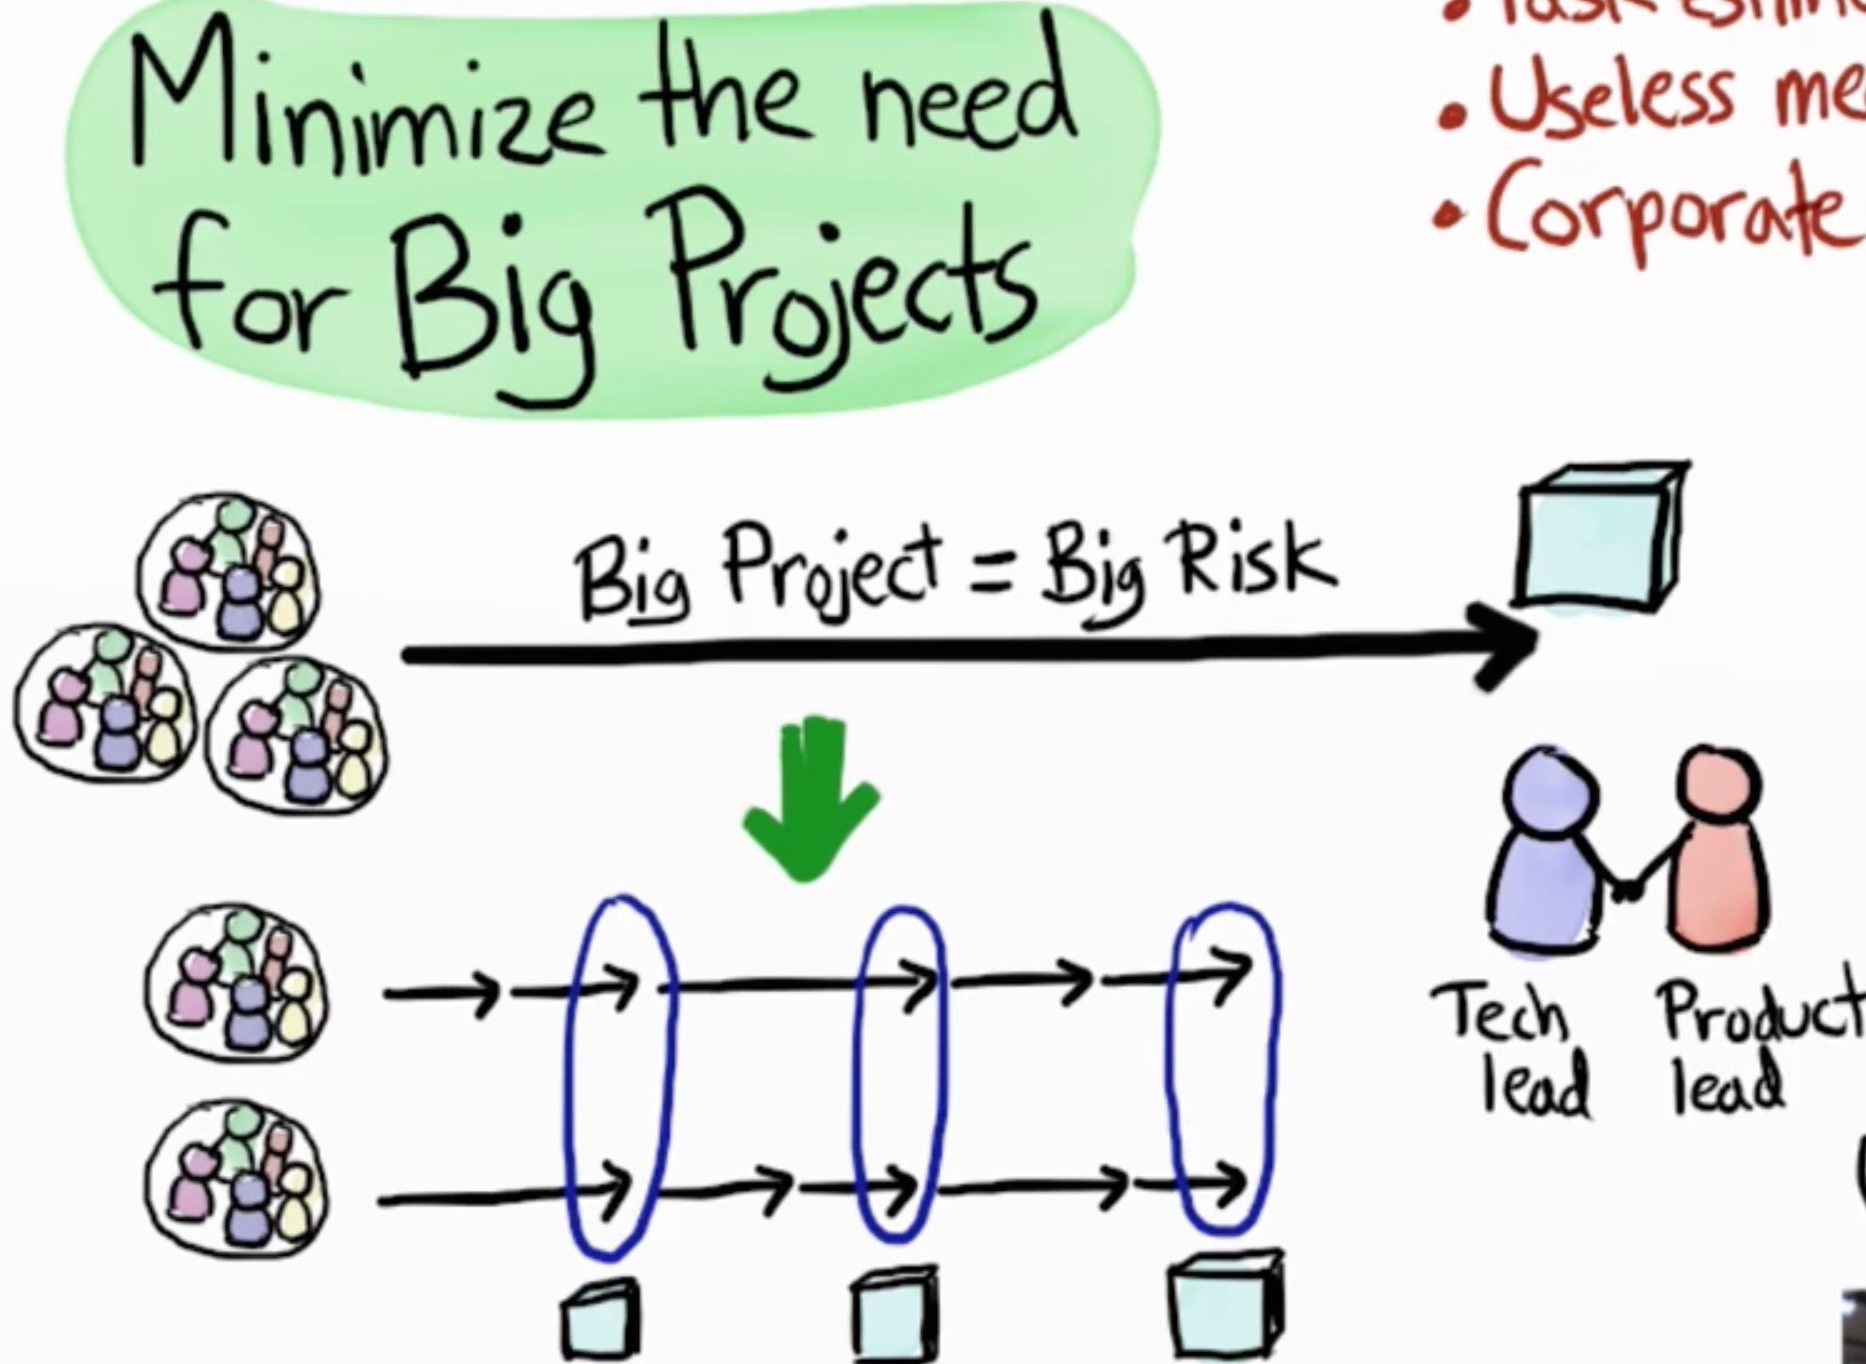 Minimize the need
for Big Projects
• Useless
• Corporate
Big Project = Big Risk
Tech lead
Product lead